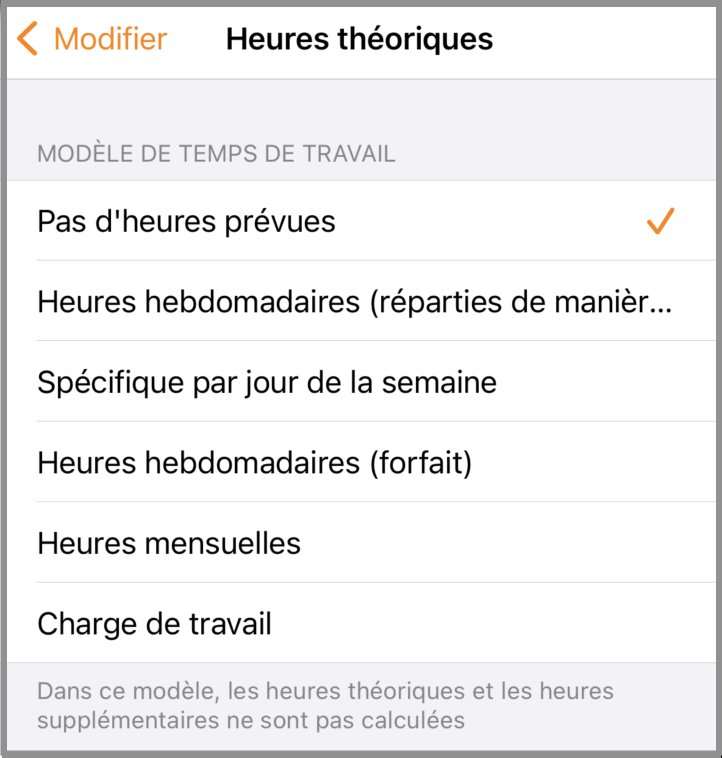 Modifier
Heures théoriques
MODÈLE DE TEMPS DE TRAVAIL
Pas d'heures prévues
Heures hebdomadaires (réparties de manièr...
Spécifique par jour de la semaine
Heures hebdomadaires (forfait)
Heures mensuelles
Charge de travail
Dans ce modèle, les heures théoriques et les heures
supplémentaires ne sont pas calculées